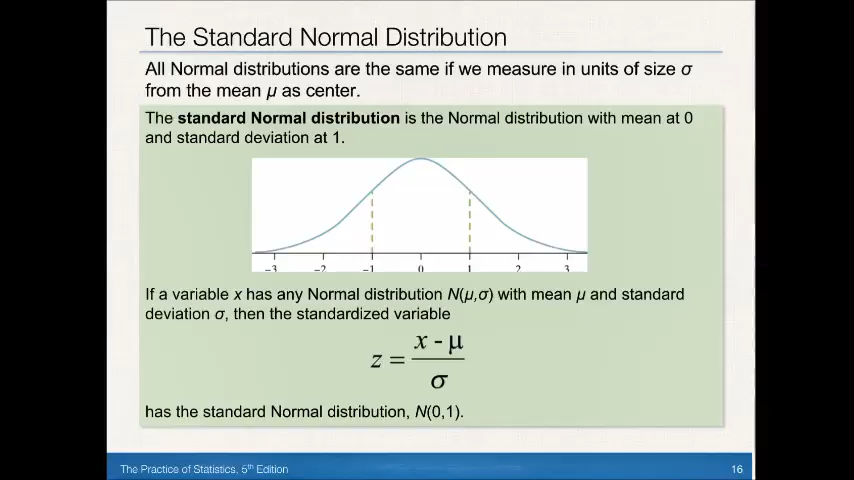 The Standard Normal Distribution
All Normal distributions are the same if we measure in units of size σ
from the mean μ as center.
The standard Normal distribution is the Normal distribution with mean at 0
and standard deviation at 1.
−3 −2 −1 0 1 2 3
If a variable x has any Normal distribution N(μ,σ) with mean μ and standard
deviation σ, then the standardized variable
z = (x - μ) / σ
has the standard Normal distribution, N(0,1).
The Practice of Statistics, 5th Edition 16